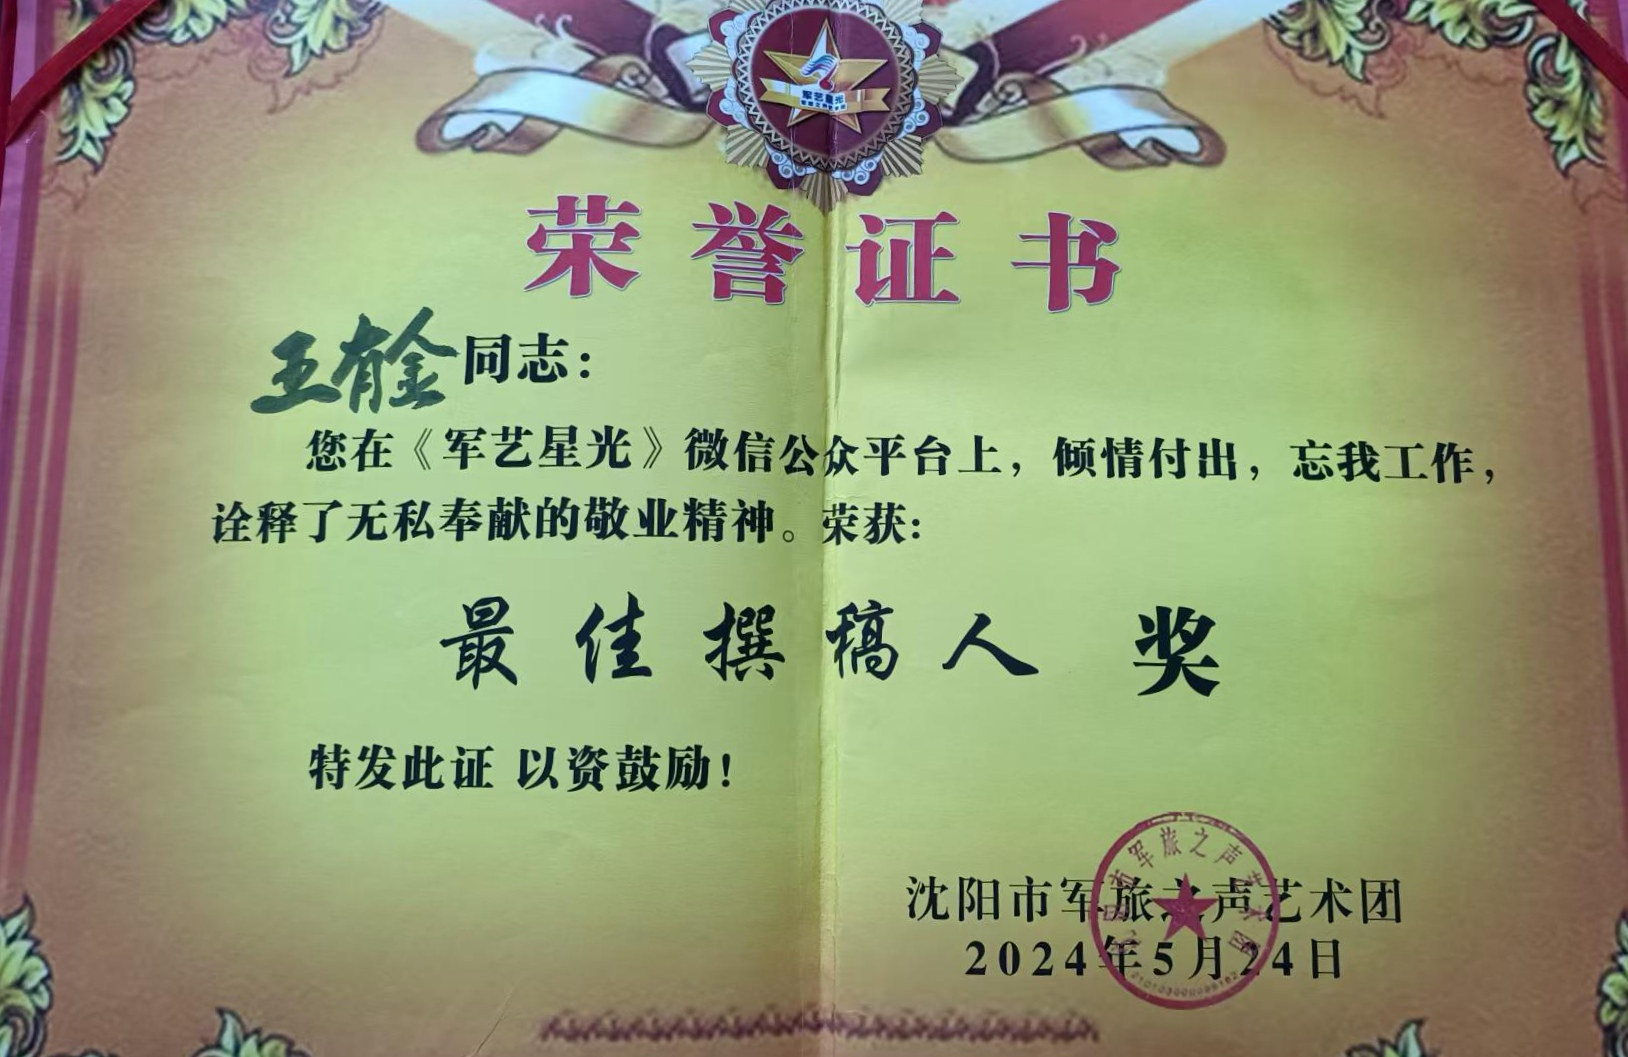 军艺星光
荣誉证书
王有金同志：
您在《军艺星光》微信公众平台上，倾情付出，忘我工作，
诠释了无私奉献的敬业精神。荣获：
最佳撰稿人 奖
特发此证 以资鼓励！
沈阳市军旅之声艺术团
2024年5月24日